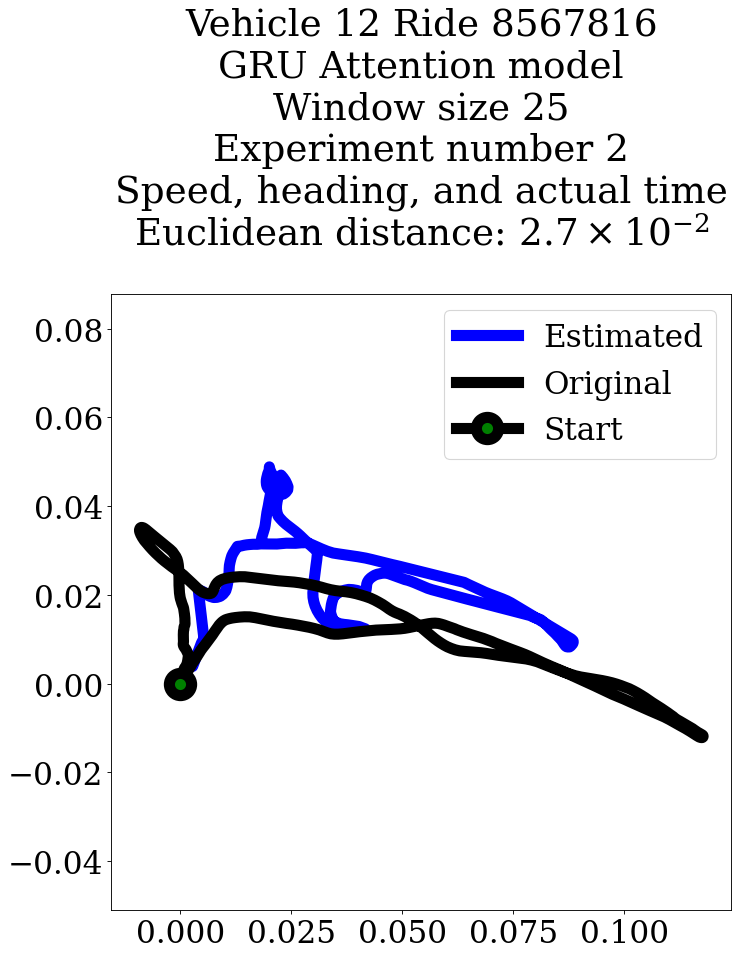 Vehicle 12 Ride 8567816
GRU Attention model
Window size 25
Experiment number 2
Speed, heading, and actual time
Euclidean distance: 2.7 × 10⁻²
Estimated
Original
Start
0.08
0.06
0.04
0.02
0.00
−0.02
−0.04
0.000 0.025 0.050 0.075 0.100